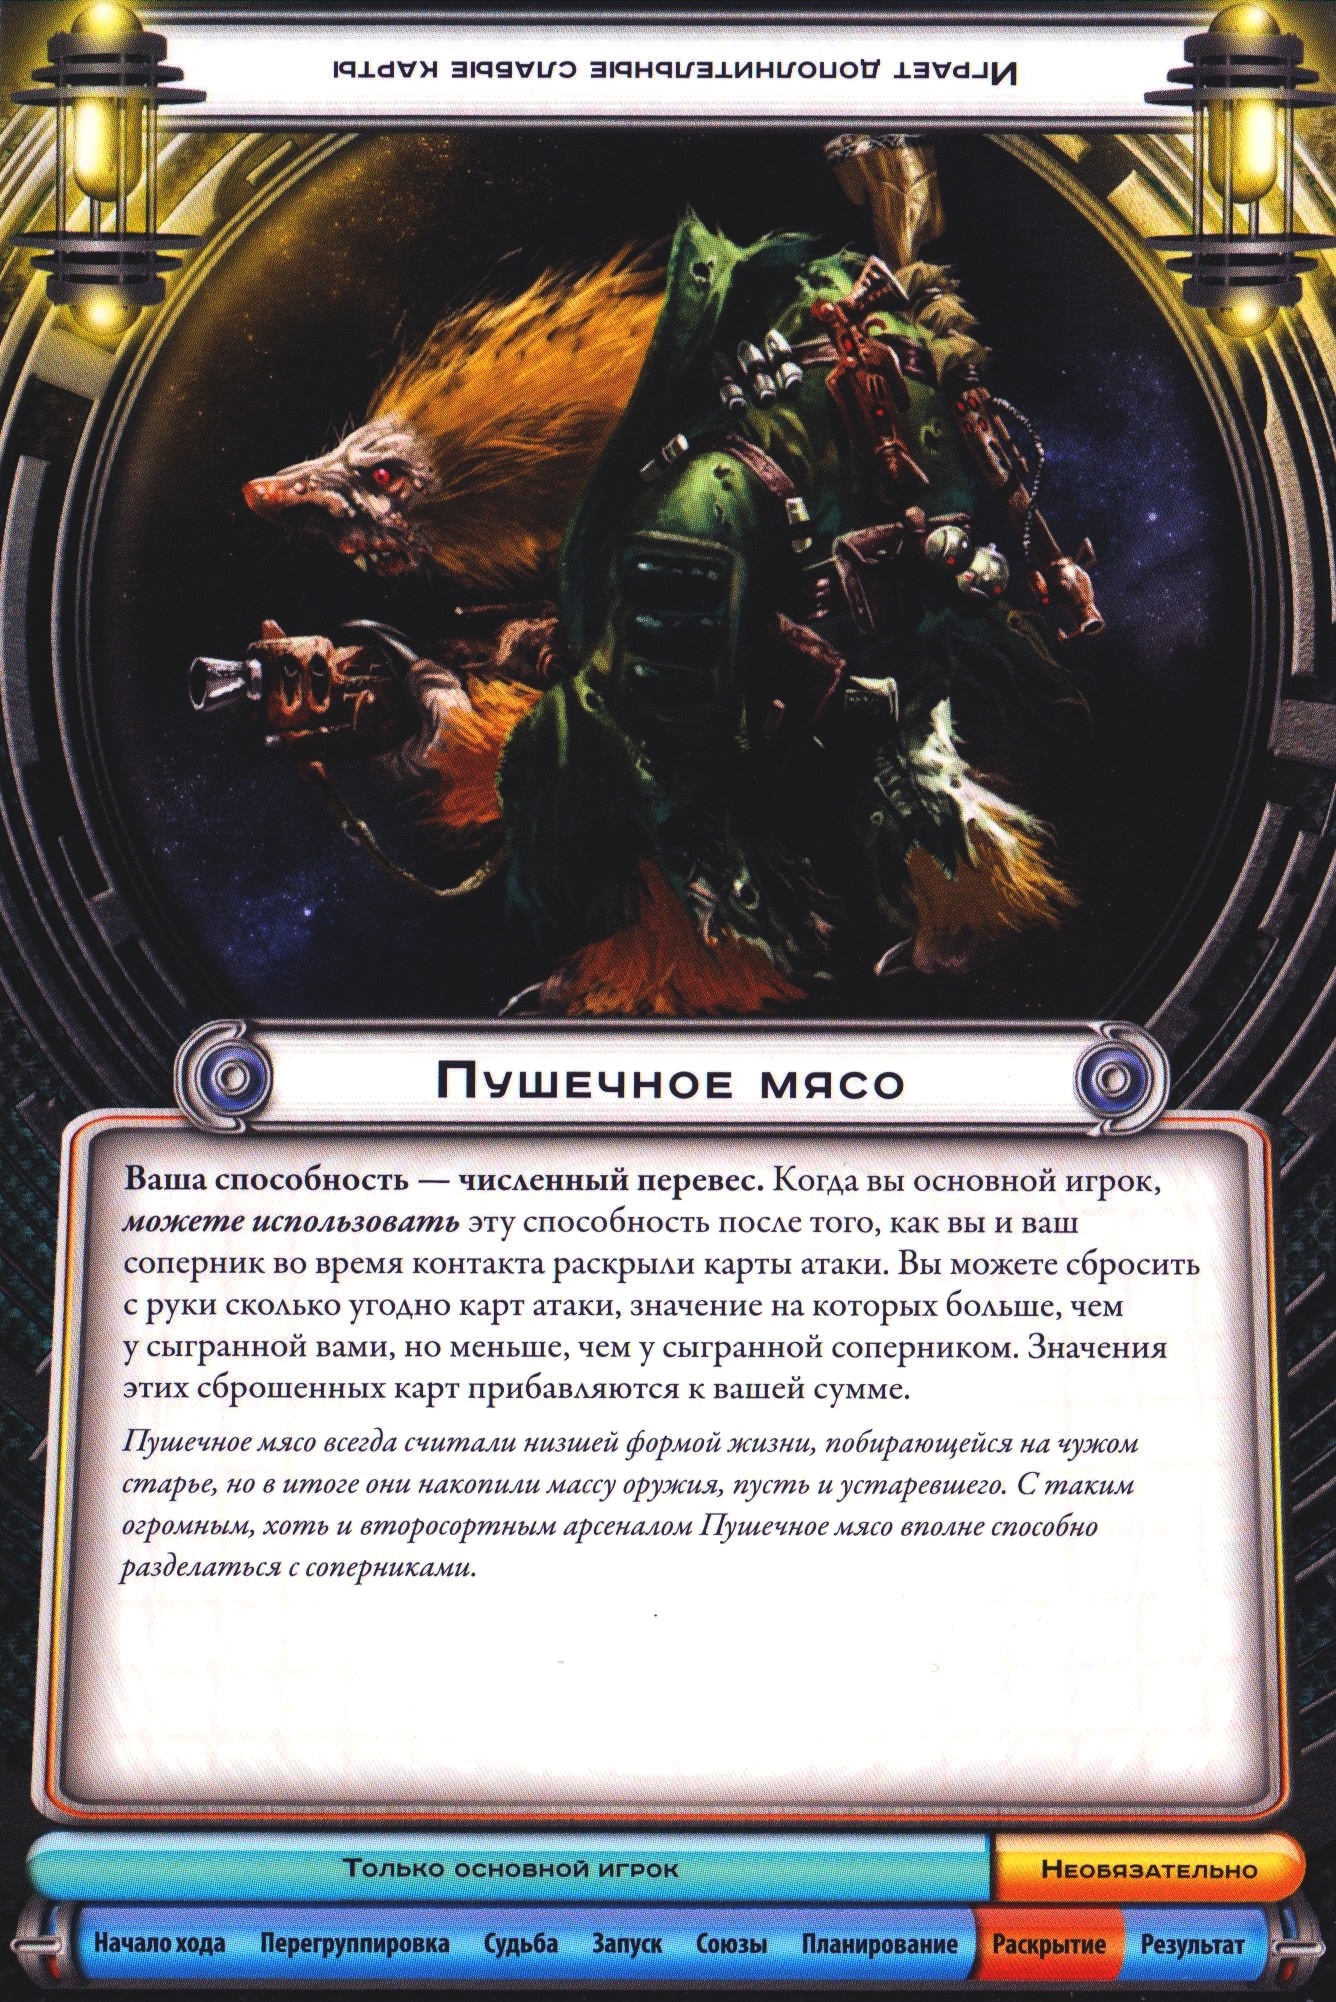 Играет дополнительные слабые карты
Пушечное мясо
Ваша способность — численный перевес. Когда вы основной игрок,
можете использовать эту способность после того, как вы и ваш
соперник во время контакта раскрыли карты атаки. Вы можете сбросить
с руки сколько угодно карт атаки, значение на которых больше, чем
у сыгранной вами, но меньше, чем у сыгранной соперником. Значения
этих сброшенных карт прибавляются к вашей сумме.
Пушечное мясо всегда считали низшей формой жизни, побирающейся на чужом
старье, но в итоге они накопили массу оружия, пусть и устаревшего. С таким
огромным, хоть и второсортным арсеналом Пушечное мясо вполне способно
разделаться с соперниками.
Только основной игрок Необязательно
Начало хода Перегруппировка Судьба Запуск Союзы Планирование Раскрытие Результат